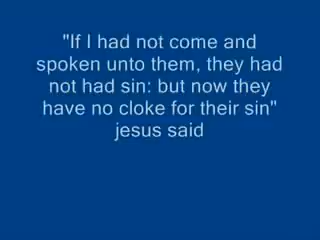 "If I had not come and
spoken unto them, they had
not had sin: but now they
have no cloke for their sin"
jesus said